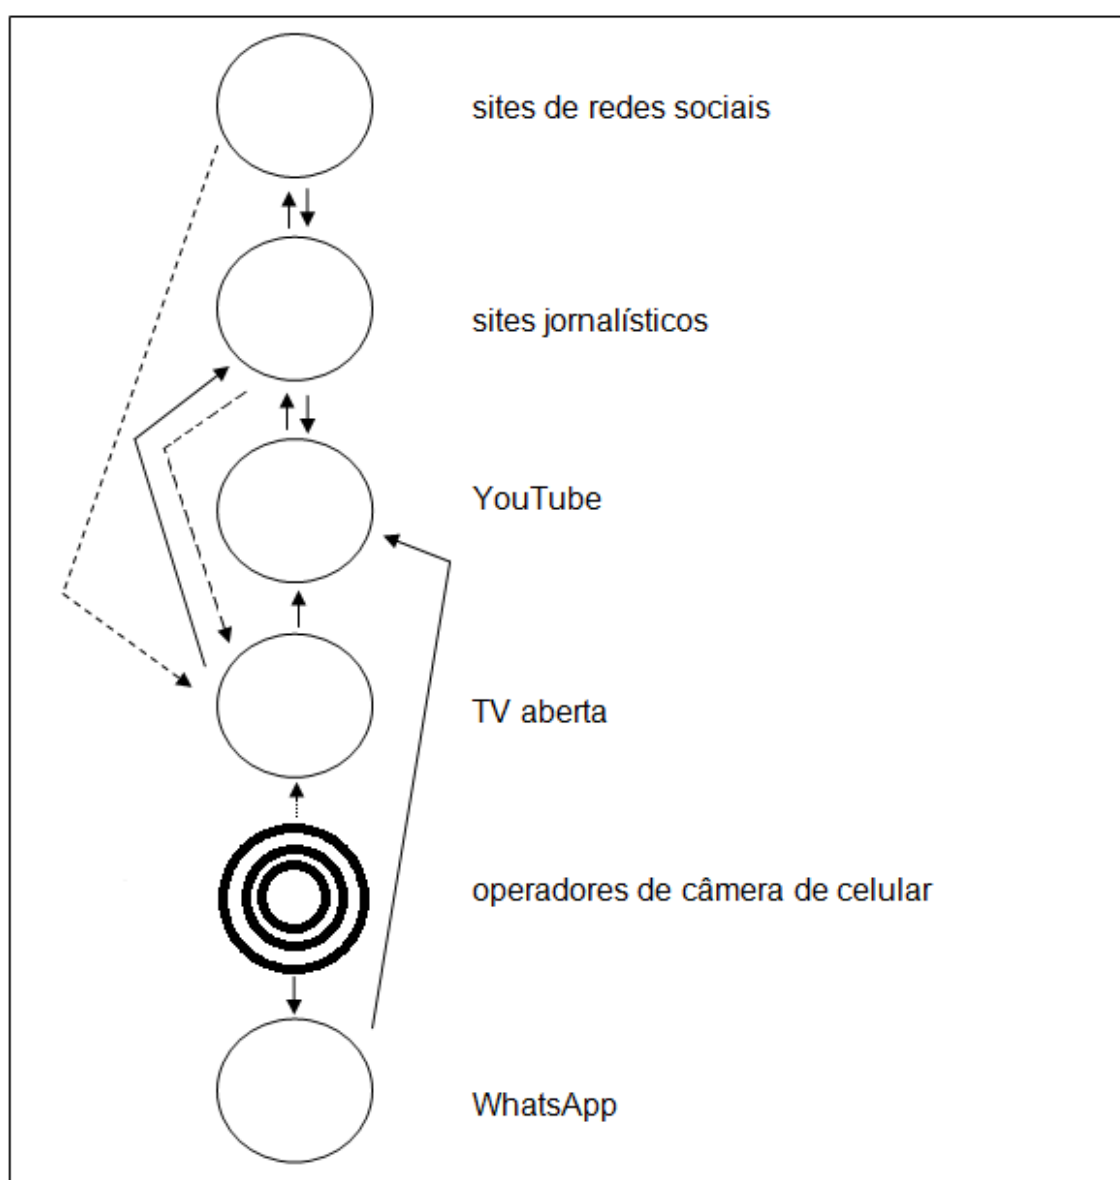 sites de redes sociais
sites jornalísticos
YouTube
TV aberta
operadores de câmera de celular
WhatsApp